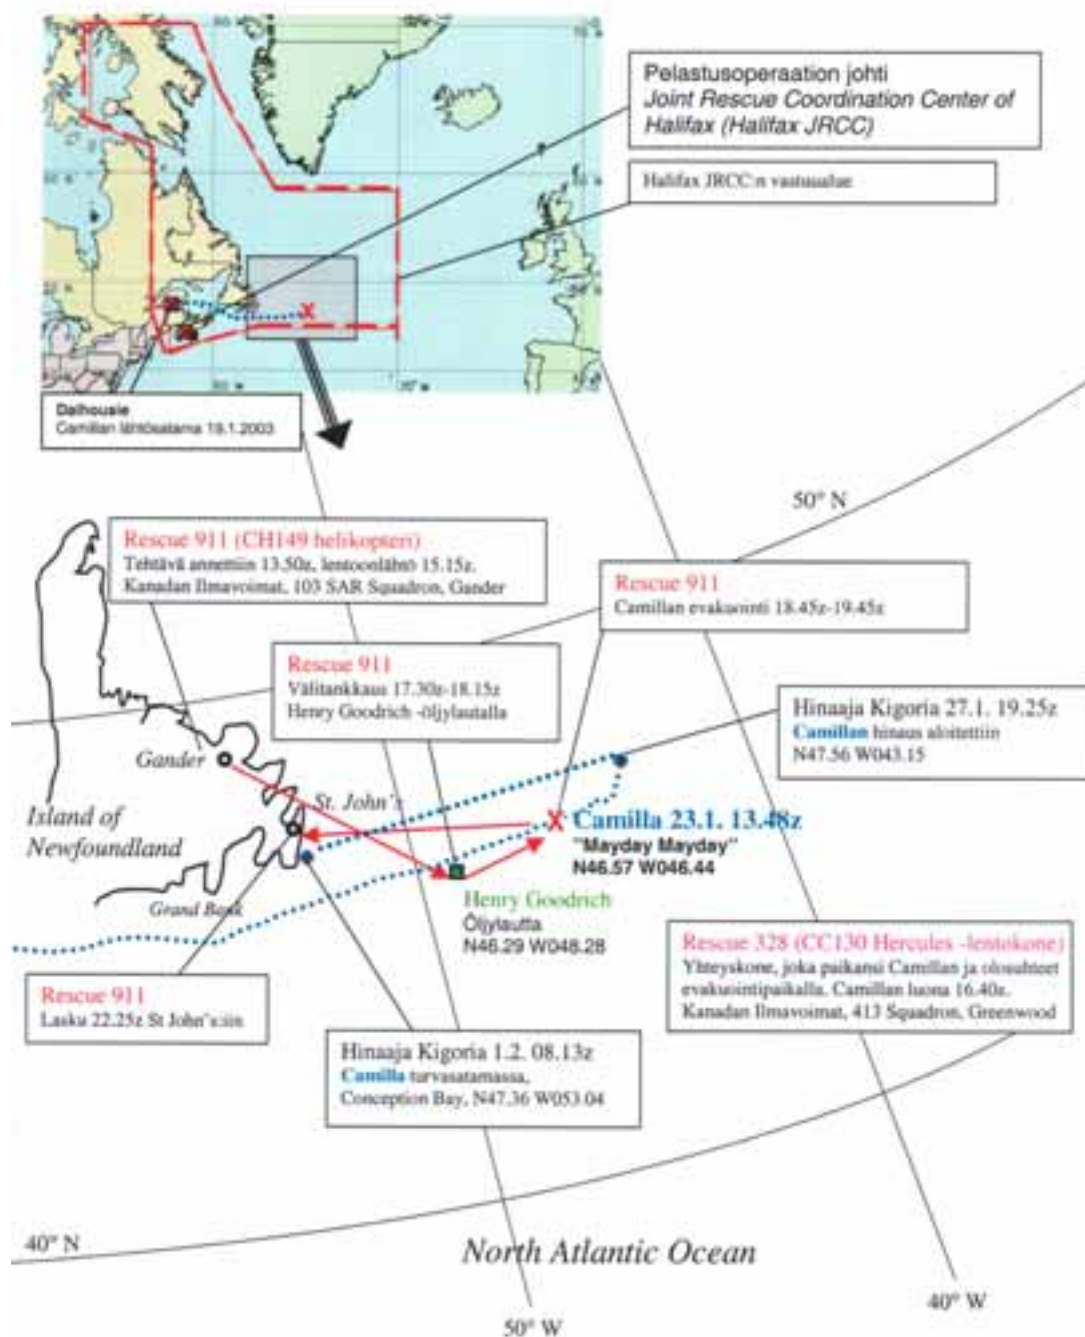 Pelastusoperaation johti
Joint Rescue Coordination Center of
Halifax (Halifax JRCC)
Halifax JRCC:n vastuualue
Dalhousie
Camillan lähtösatama 19.1.2003
50° N
Rescue 911 (CH149 helikopteri)
Tehtävä annettiin 13.50z, lentoonlähtö 15.15z,
Kanadan Ilmavoimat, 103 SAR Squadron, Gander
Rescue 911
Camillan evakuointi 18.45z-19.45z
Rescue 911
Välitankkaus 17.30z-18.15z
Henry Goodrich -öljylautalla
Hinaaja Kigoria 27.1. 19.25z
Camillan hinaus aloitettiin
N47.56 W043.15
Gander
St. John's
Island of
Newfoundland
Camilla 23.1. 13.48z
"Mayday Mayday"
N46.57 W046.44
Grand Bank
Henry Goodrich
Öljylautta
N46.29 W048.28
Rescue 328 (CC130 Hercules -lentokone)
Yhteyskone, joka paikansi Camillan ja olosuhteet
evakuointipaikalla. Camillan luona 16.40z.
Kanadan Ilmavoimat, 413 Squadron, Greenwood
Rescue 911
Lasku 22.25z St John's:iin
Hinaaja Kigoria 1.2. 08.13z
Camilla turvasatamassa,
Conception Bay, N47.36 W053.04
40° N
North Atlantic Ocean
40° W
50° W